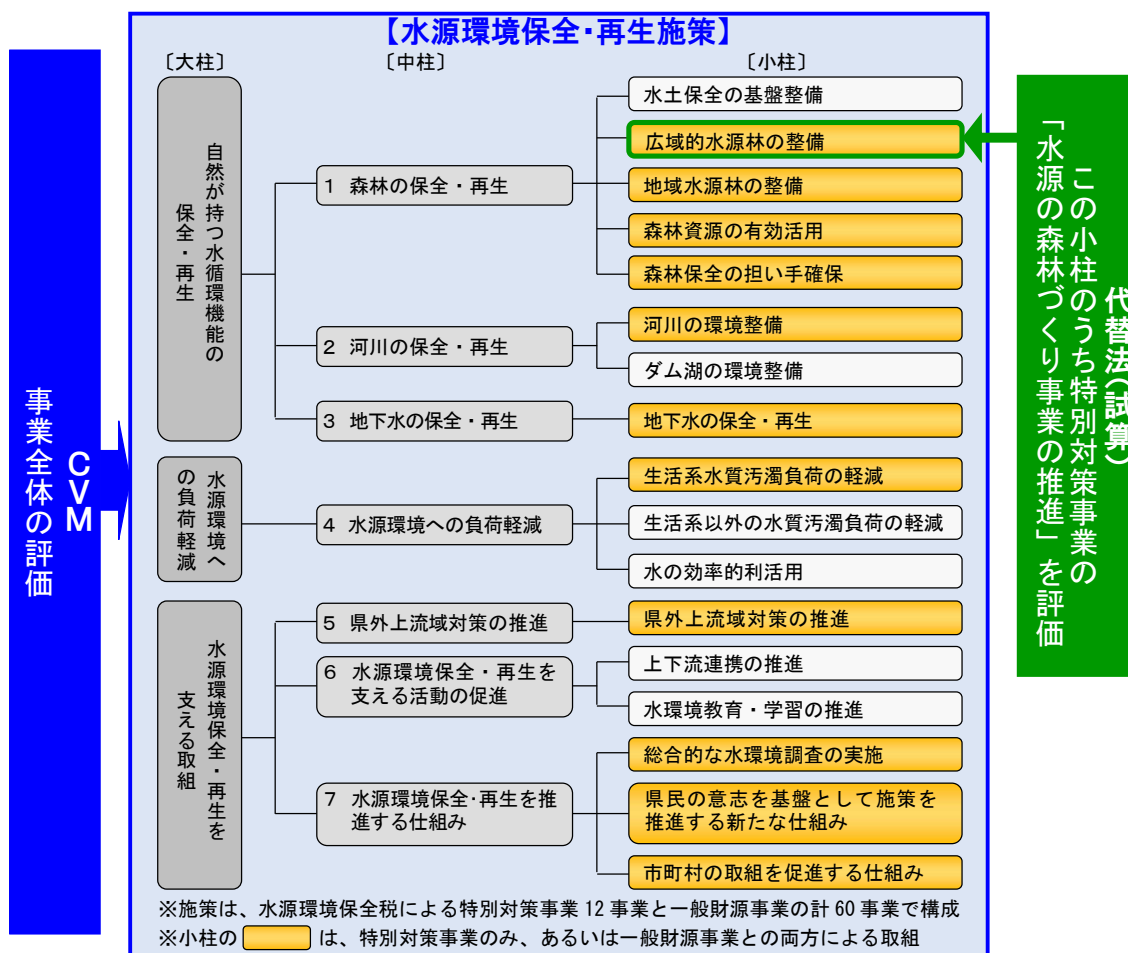 【水源環境保全･再生施策】
〔大柱〕
〔中柱〕
〔小柱〕
事業全体の評価
CVM
自然が持つ水循環機能の
保全・再生
1 森林の保全・再生
水土保全の基盤整備
広域的水源林の整備
地域水源林の整備
森林資源の有効活用
森林保全の担い手確保
2 河川の保全・再生
河川の環境整備
ダム湖の環境整備
3 地下水の保全・再生
地下水の保全・再生
水源環境へ
の負荷軽減
4 水源環境への負荷軽減
生活系水質汚濁負荷の軽減
生活系以外の水質汚濁負荷の軽減
水の効率的利活用
水源環境保全・再生を
支える取組
5 県外上流域対策の推進
県外上流域対策の推進
6 水源環境保全・再生を
支える活動の促進
上下流連携の推進
水環境教育・学習の推進
7 水源環境保全･再生を推
進する仕組み
総合的な水環境調査の実施
県民の意志を基盤として施策を
推進する新たな仕組み
市町村の取組を促進する仕組み
※施策は、水源環境保全税による特別対策事業 12 事業と一般財源事業の計 60 事業で構成
※小柱の は、特別対策事業のみ、あるいは一般財源事業との両方による取組
代替法（試算）
この小柱のうち特別対策事業の
「水源の森林づくり事業の推進」を評価